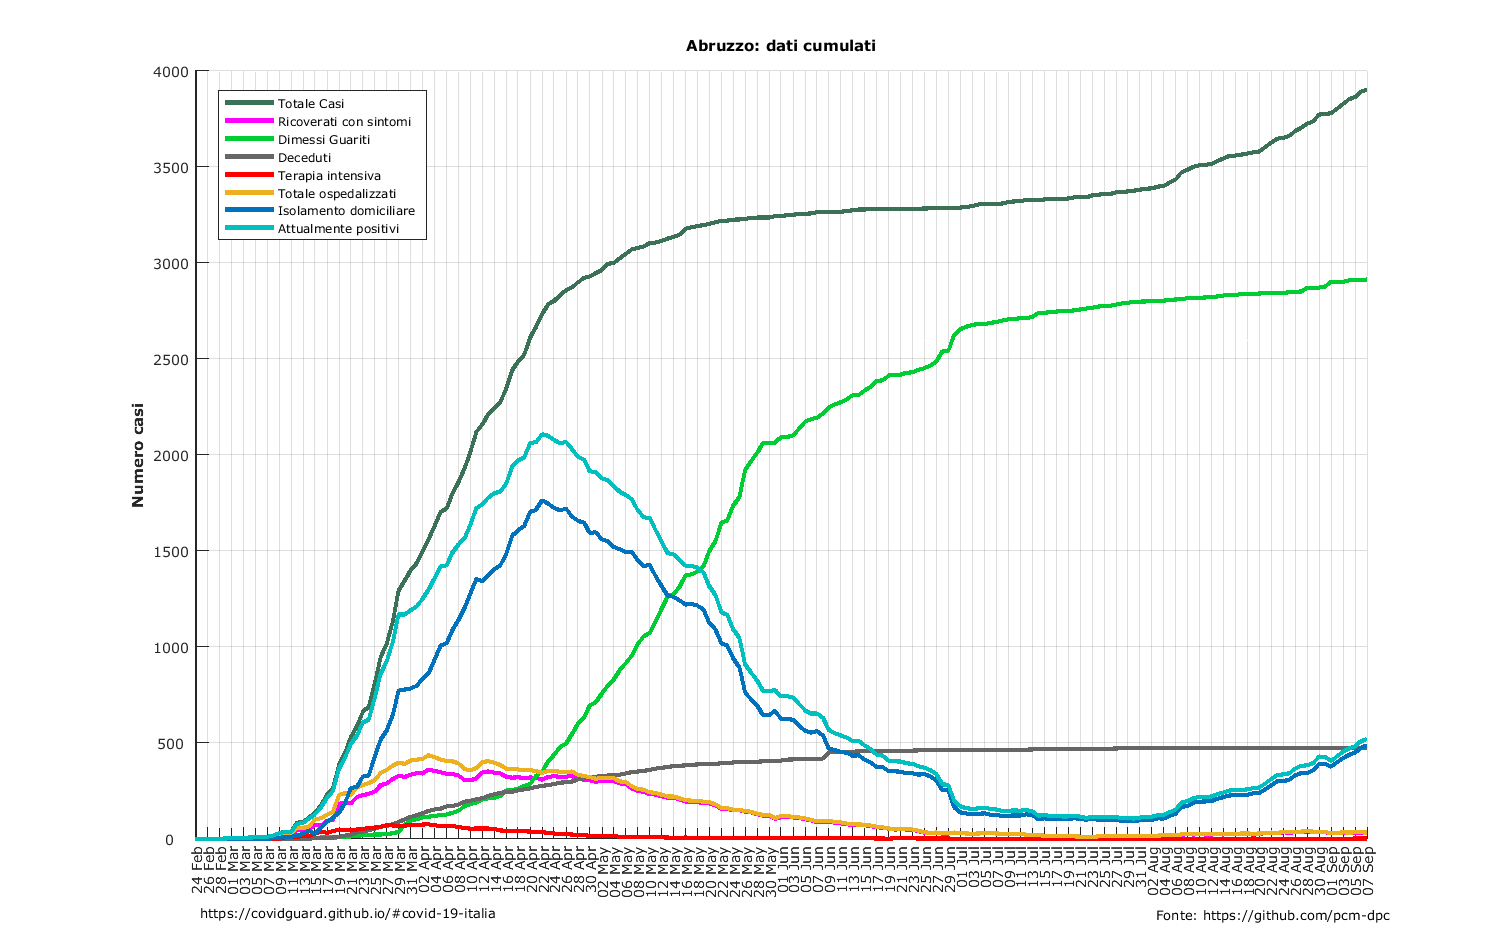 Abruzzo: dati cumulati
4000
3500
3000
2500
2000
1500
1000
500
0
Numero casi
Totale Casi
Ricoverati con sintomi
Dimessi Guariti
Deceduti
Terapia intensiva
Totale ospedalizzati
Isolamento domiciliare
Attualmente positivi
24 Feb
26 Feb
28 Feb
01 Mar
03 Mar
05 Mar
07 Mar
09 Mar
11 Mar
13 Mar
15 Mar
17 Mar
19 Mar
21 Mar
23 Mar
25 Mar
27 Mar
29 Mar
31 Mar
02 Apr
04 Apr
06 Apr
08 Apr
10 Apr
12 Apr
14 Apr
16 Apr
18 Apr
20 Apr
22 Apr
24 Apr
26 Apr
28 Apr
30 Apr
02 May
04 May
06 May
08 May
10 May
12 May
14 May
16 May
18 May
20 May
22 May
24 May
26 May
28 May
30 May
01 Jun
03 Jun
05 Jun
07 Jun
09 Jun
11 Jun
13 Jun
15 Jun
17 Jun
19 Jun
21 Jun
23 Jun
25 Jun
27 Jun
29 Jun
01 Jul
03 Jul
05 Jul
07 Jul
09 Jul
11 Jul
13 Jul
15 Jul
17 Jul
19 Jul
21 Jul
23 Jul
25 Jul
27 Jul
29 Jul
31 Jul
02 Aug
04 Aug
06 Aug
08 Aug
10 Aug
12 Aug
14 Aug
16 Aug
18 Aug
20 Aug
22 Aug
24 Aug
26 Aug
28 Aug
30 Aug
01 Sep
03 Sep
05 Sep
07 Sep
https://covidguard.github.io/#covid-19-italia
Fonte: https://github.com/pcm-dpc